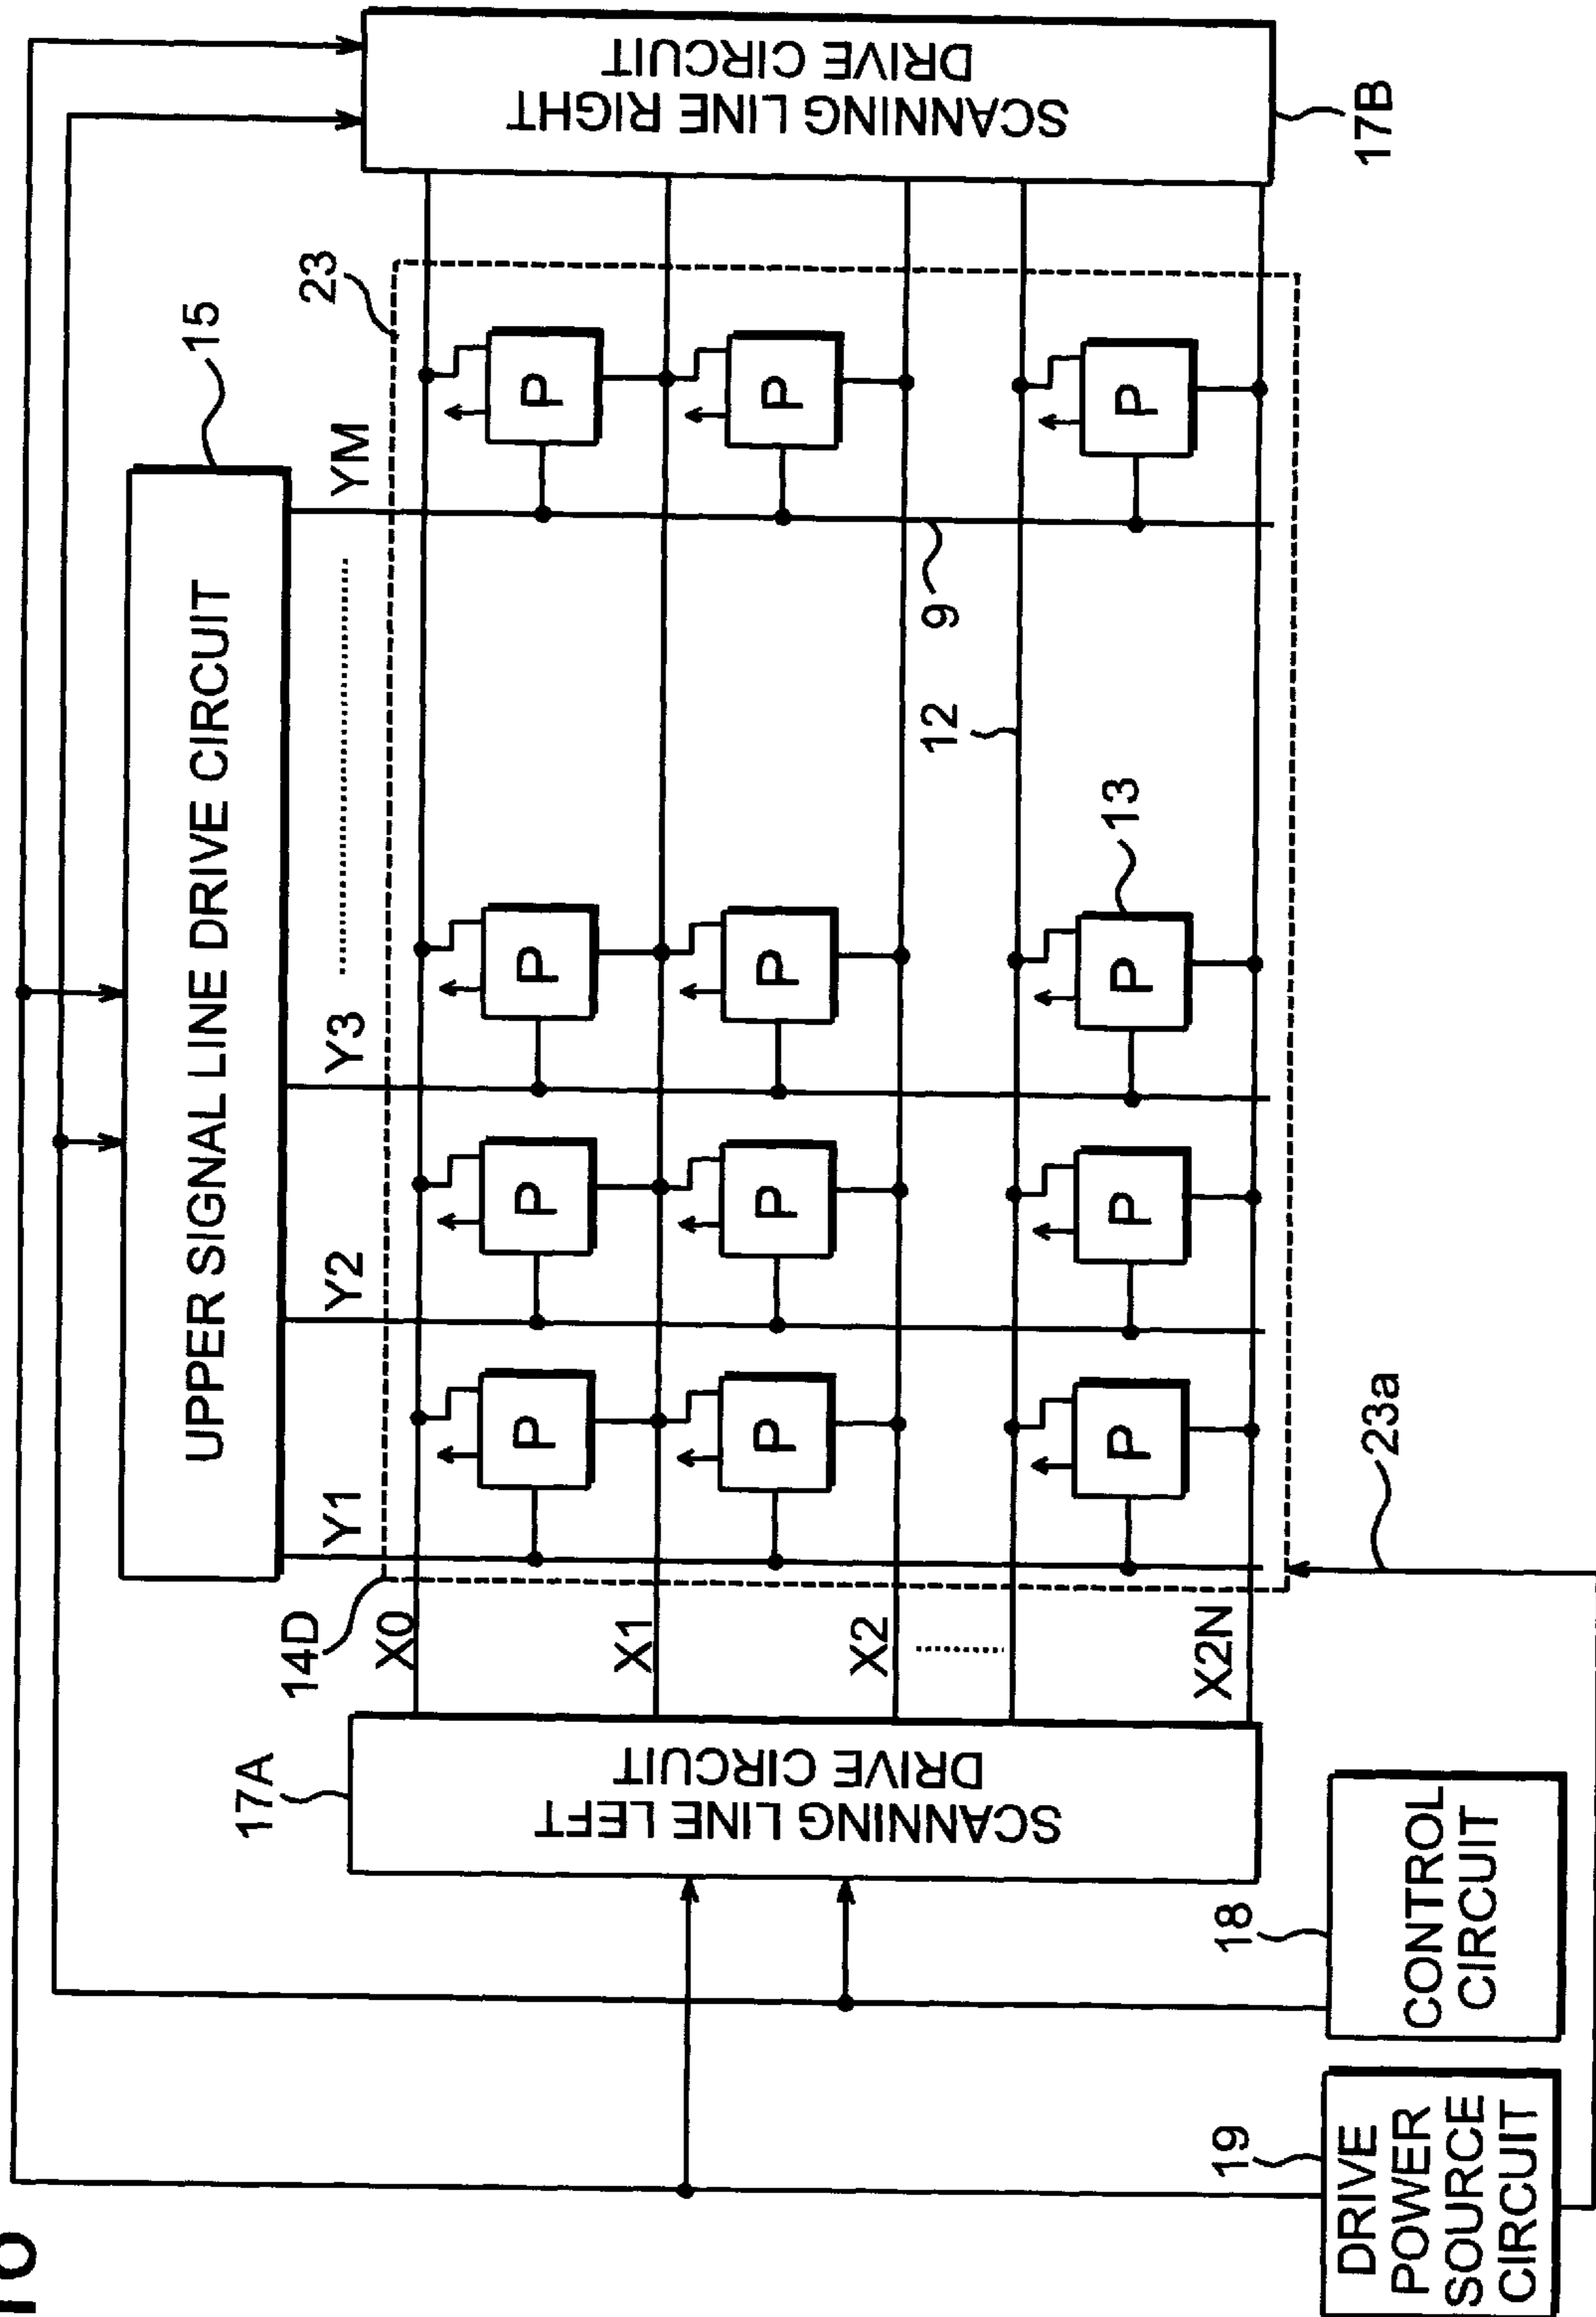 15
UPPER SIGNAL LINE DRIVE CIRCUIT
Y1
Y2
Y3
YM
14D
23
17A
SCANNING LINE LEFT
DRIVE CIRCUIT
X0
X1
X2
X2N
P P P P
P P P P
P P P P
9
12
13
SCANNING LINE RIGHT
DRIVE CIRCUIT
17B
23a
19
DRIVE
POWER
SOURCE
CIRCUIT
18
CONTROL
CIRCUIT